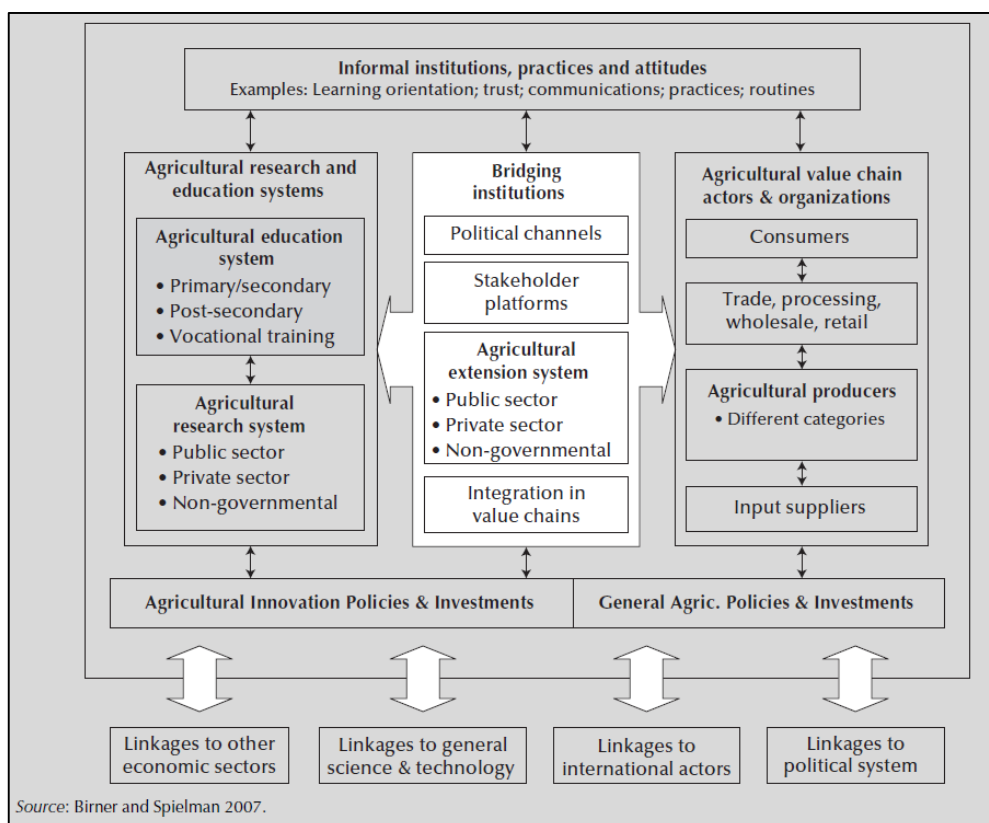 Informal institutions, practices and attitudes
Examples: Learning orientation; trust; communications; practices; routines
Agricultural research and
education systems
Agricultural education
system
• Primary/secondary
• Post-secondary
• Vocational training
Agricultural
research system
• Public sector
• Private sector
• Non-governmental
Bridging
institutions
Political channels
Stakeholder
platforms
Agricultural
extension system
• Public sector
• Private sector
• Non-governmental
Integration in
value chains
Agricultural value chain
actors & organizations
Consumers
Trade, processing,
wholesale, retail
Agricultural producers
• Different categories
Input suppliers
Agricultural Innovation Policies & Investments
General Agric. Policies & Investments
Linkages to other
economic sectors
Linkages to general
science & technology
Linkages to
international actors
Linkages to
political system
Source: Birner and Spielman 2007.